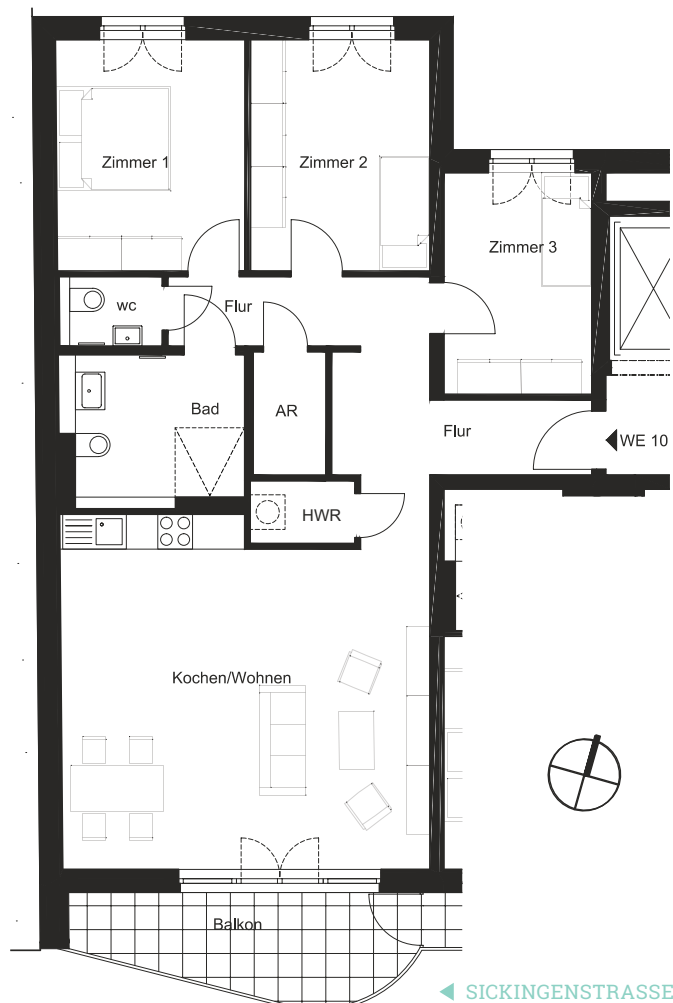 Zimmer 1
Zimmer 2
Zimmer 3
wc
Flur
Bad
AR
Flur
WE 10
HWR
Kochen/Wohnen
Balkon
SICKINGENSTRASSE